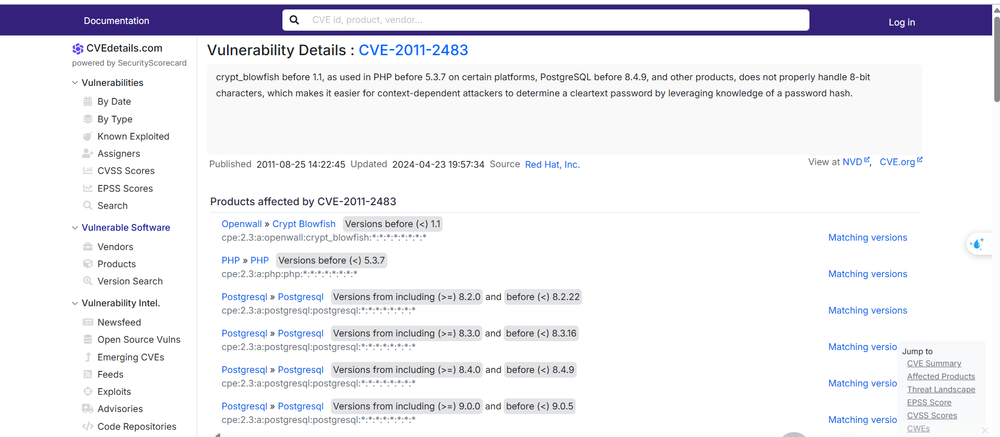 Documentation
CVE id, product, vendor...
Log in
CVEdetails.com
powered by SecurityScorecard
Vulnerabilities
By Date
By Type
Known Exploited
Assigners
CVSS Scores
EPSS Scores
Search
Vulnerable Software
Vendors
Products
Version Search
Vulnerability Intel.
Newsfeed
Open Source Vulns
Emerging CVEs
Feeds
Exploits
Advisories
Code Repositories
Vulnerability Details : CVE-2011-2483
crypt_blowfish before 1.1, as used in PHP before 5.3.7 on certain platforms, PostgreSQL before 8.4.9, and other products, does not properly handle 8-bit
characters, which makes it easier for context-dependent attackers to determine a cleartext password by leveraging knowledge of a password hash.
Published 2011-08-25 14:22:45 Updated 2024-04-23 19:57:34 Source Red Hat, Inc.
View at NVD, CVE.org
Products affected by CVE-2011-2483
Openwall » Crypt Blowfish Versions before (<) 1.1
cpe:2.3:a:openwall:crypt_blowfish:*:*:*:*:*:*:*:* Matching versions
PHP » PHP Versions before (<) 5.3.7
cpe:2.3:a:php:php:*:*:*:*:*:*:*:* Matching versions
Postgresql » Postgresql Versions from including (>=) 8.2.0 and before (<) 8.2.22
cpe:2.3:a:postgresql:postgresql:*:*:*:*:*:*:*:* Matching versions
Postgresql » Postgresql Versions from including (>=) 8.3.0 and before (<) 8.3.16
cpe:2.3:a:postgresql:postgresql:*:*:*:*:*:*:*:* Matching versio
Postgresql » Postgresql Versions from including (>=) 8.4.0 and before (<) 8.4.9
cpe:2.3:a:postgresql:postgresql:*:*:*:*:*:*:*:* Matching versio
Postgresql » Postgresql Versions from including (>=) 9.0.0 and before (<) 9.0.5
cpe:2.3:a:postgresql:postgresql:*:*:*:*:*:*:*:* Matching versio
Jump to
CVE Summary
Affected Products
Threat Landscape
EPSS Score
CVSS Scores
CWEs